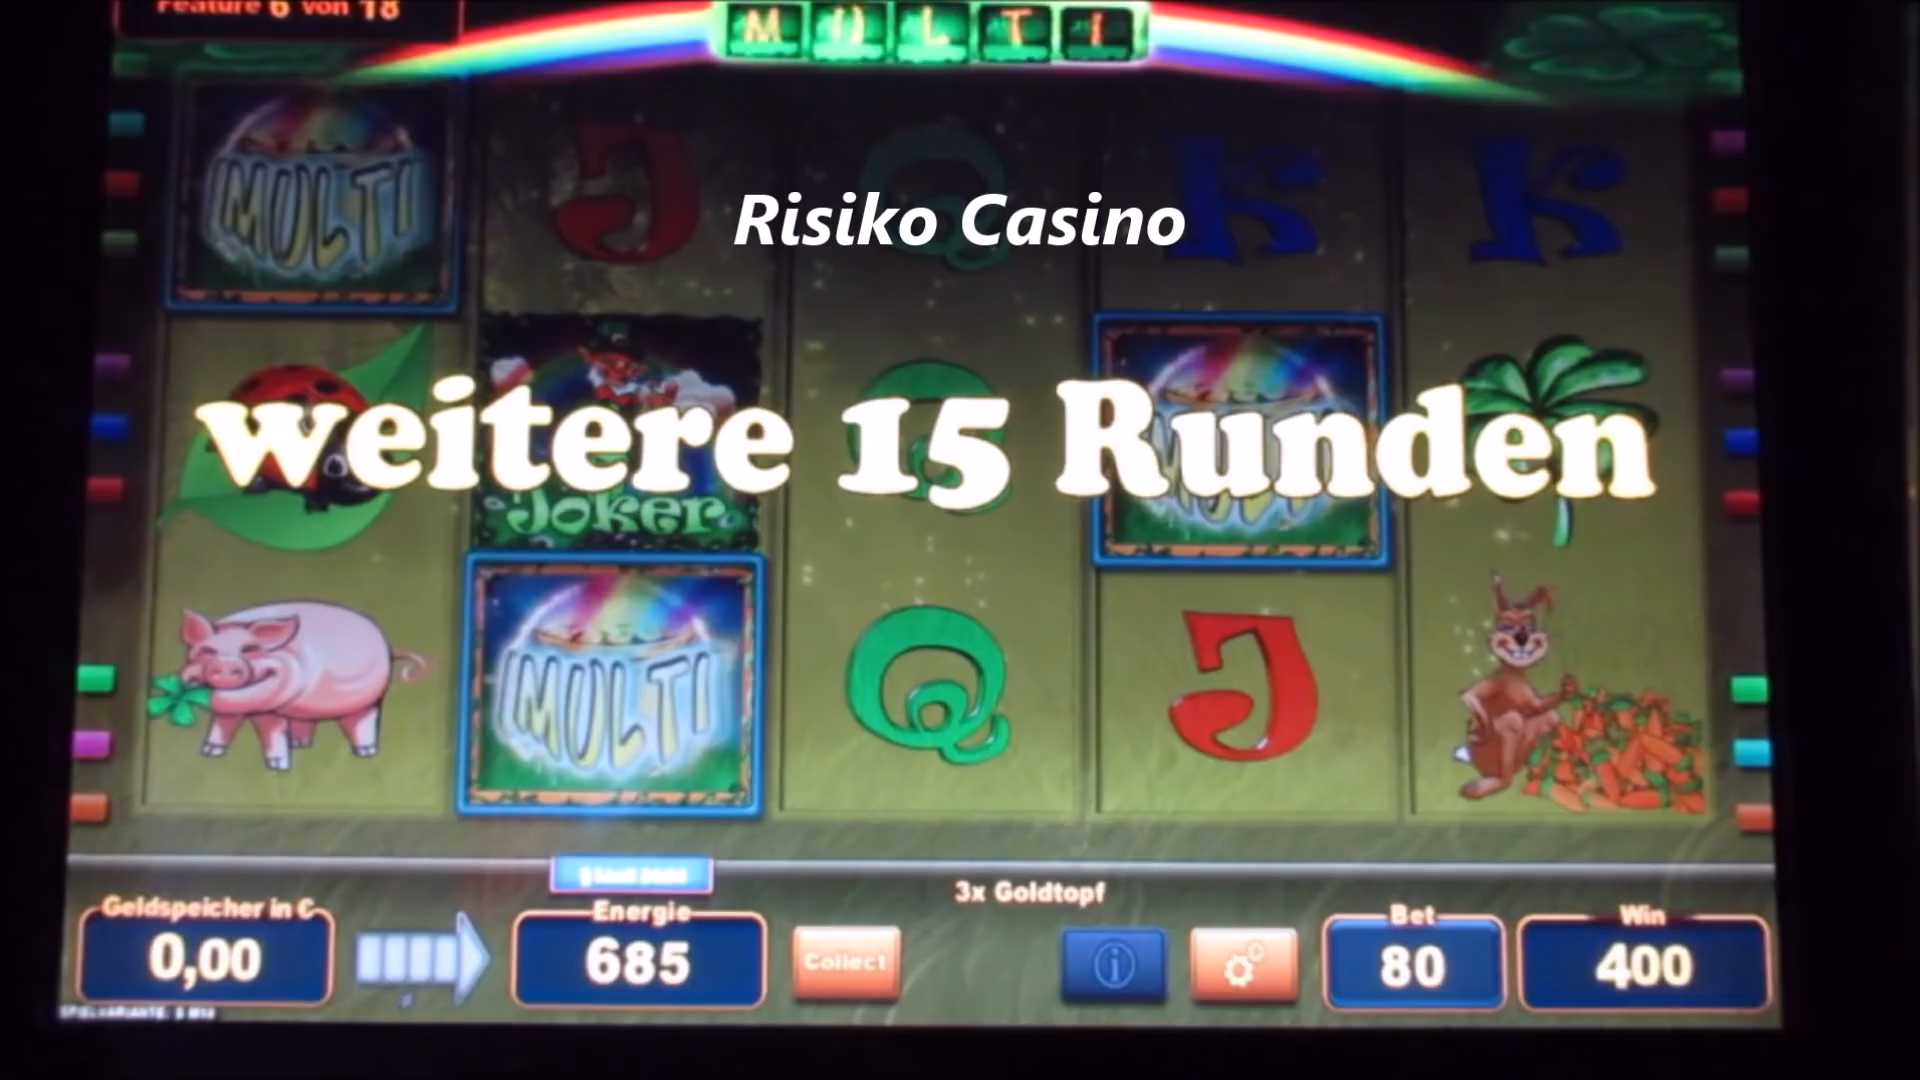 Feature 6 von 18
MULTI
MULTI
Risiko Casino
weitere 15 Runden
Joker
MULTI
MULTI
3x Goldtopf
Geldspeicher in €
0,00
Energie
685
Collect
Bet
80
Win
400